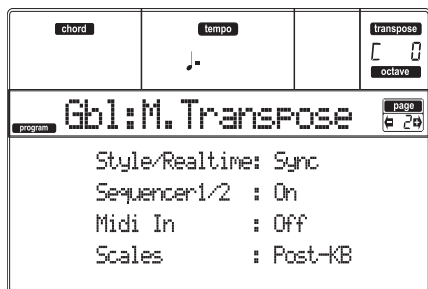 chord
tempo
transpose
C 0
octave
program
Gbl:M.Transpose
page
2
Style/Realtime: Sync
Sequencer1/2 : On
Midi In : Off
Scales : Post-KB